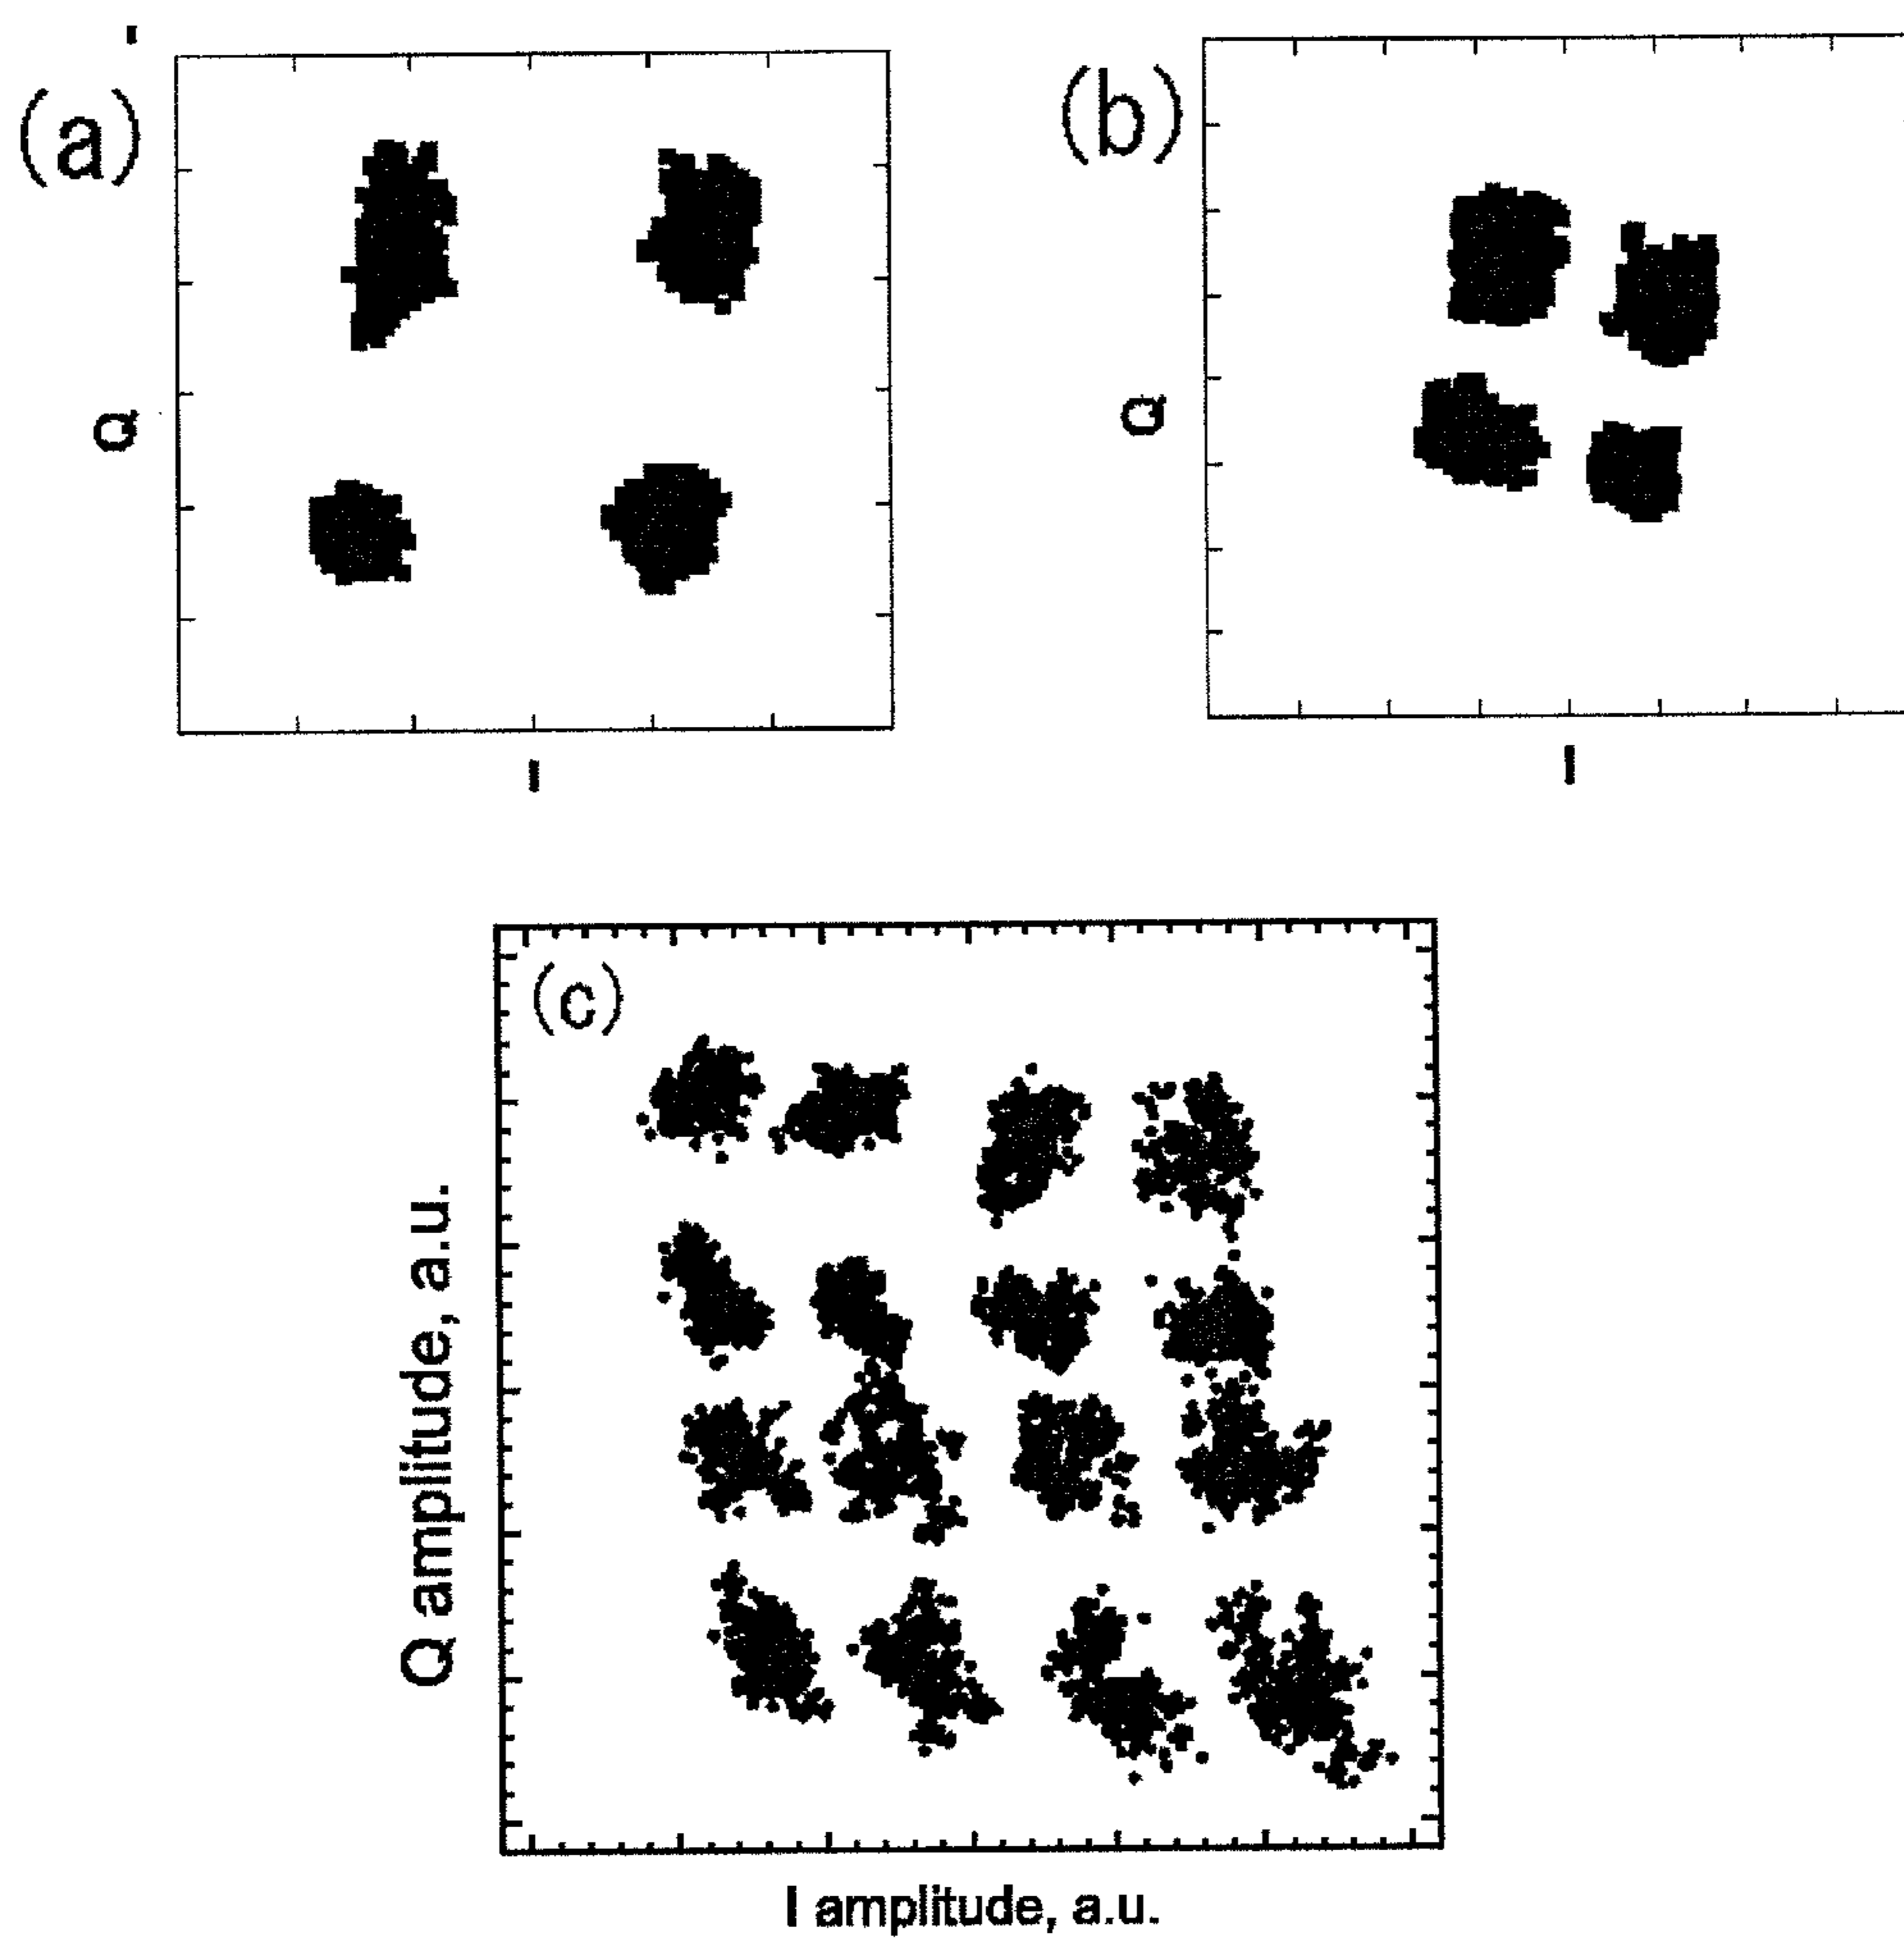 (a)
Q
I
(b)
Q
I
(c)
Q amplitude, a.u.
I amplitude, a.u.